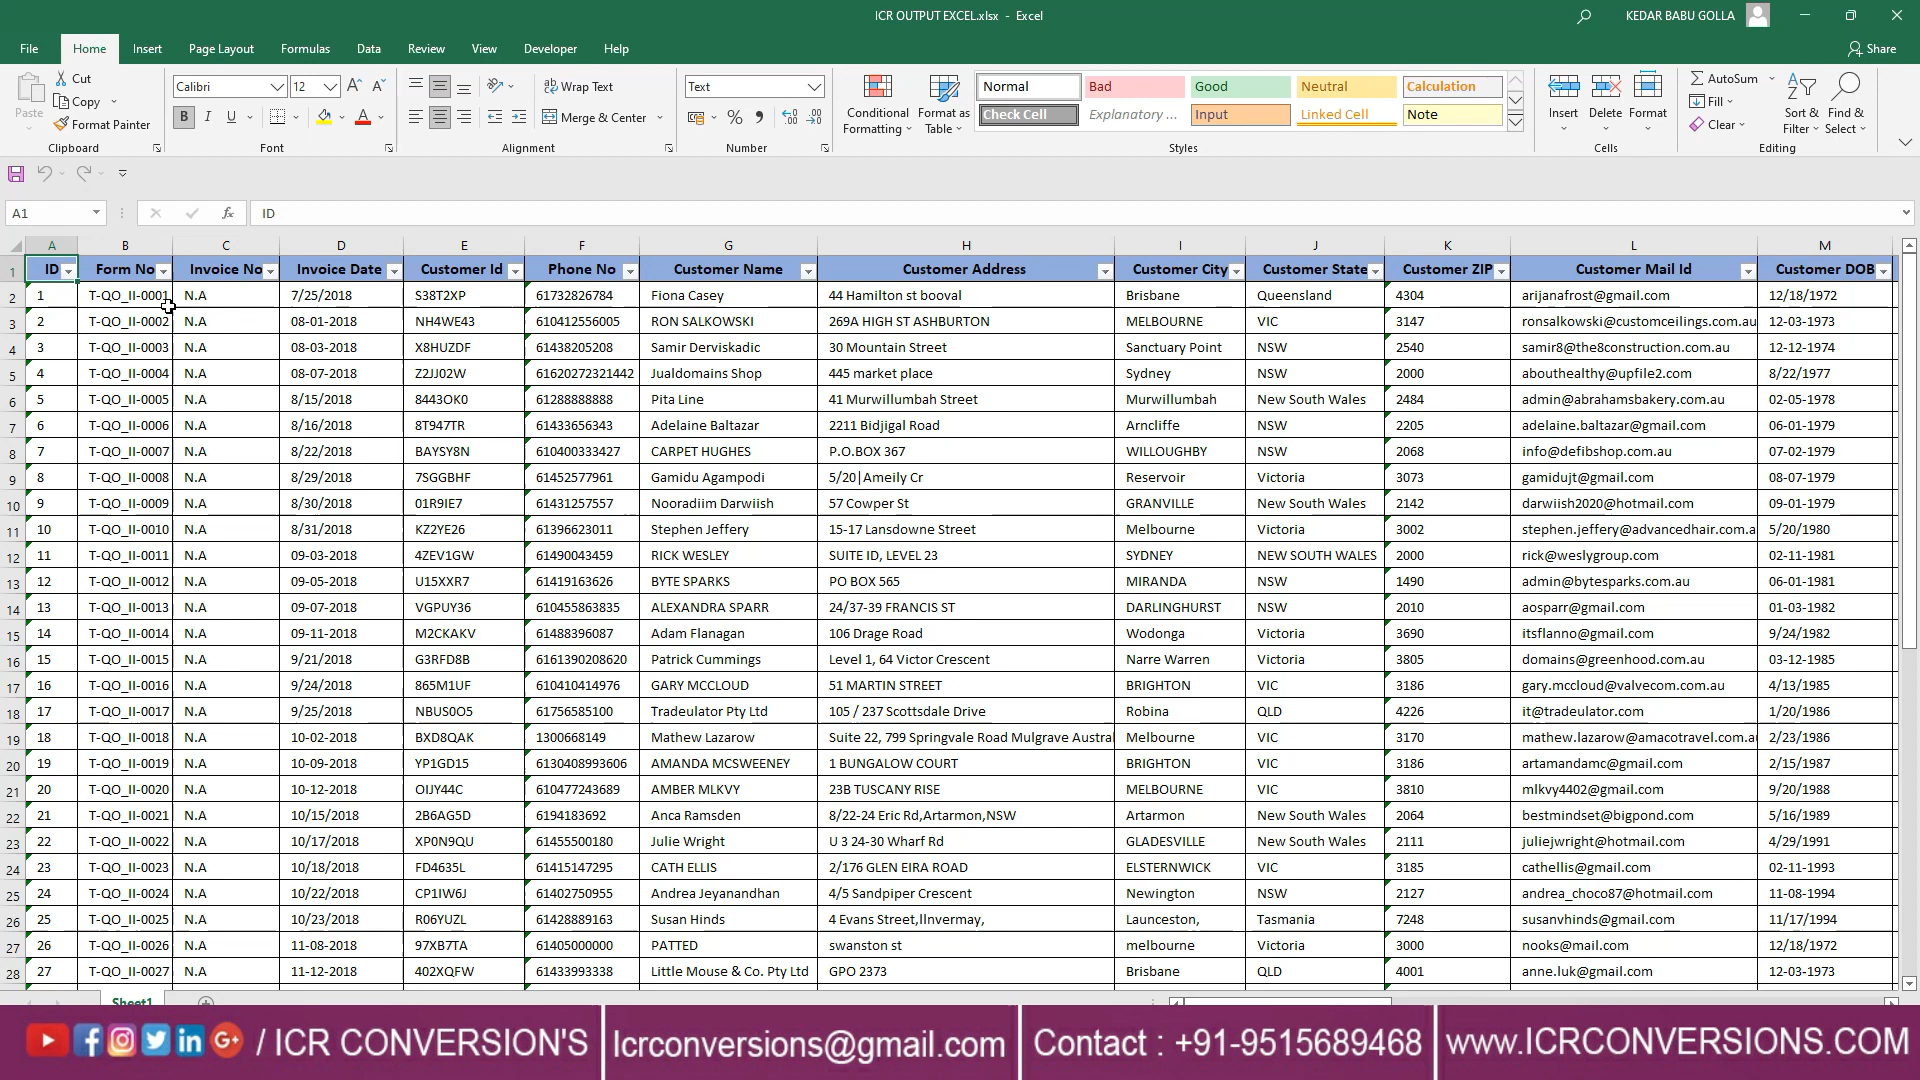 ICR OUTPUT EXCEL.xlsx - Excel
KEDAR BABU GOLLA
File Home Insert Page Layout Formulas Data Review View Developer Help
Share
Paste Cut Copy Format Painter Clipboard
Calibri 12 B I U A Font
Wrap Text Merge & Center Alignment
Text % Number
Conditional Formatting Format as Table
Normal Bad Good Neutral Calculation
Check Cell Explanatory ... Input Linked Cell Note
Styles
Insert Delete Format Cells
AutoSum Fill Clear Sort & Filter Find & Select Editing
A1 fx ID
A B C D E F G H I J K L M
1 ID Form No Invoice No Invoice Date Customer Id Phone No Customer Name Customer Address Customer City Customer State Customer ZIP Customer Mail Id Customer DOB
2 1 T-QO_II-0001 N.A 7/25/2018 S38T2XP 61732826784 Fiona Casey 44 Hamilton st booval Brisbane Queensland 4304 arijanafrost@gmail.com 12/18/1972
3 2 T-QO_II-0002 N.A 08-01-2018 NH4WE43 610412556005 RON SALKOWSKI 269A HIGH ST ASHBURTON MELBOURNE VIC 3147 ronsalkowski@customceilings.com.au 12-03-1973
4 3 T-QO_II-0003 N.A 08-03-2018 X8HUZDF 61438205208 Samir Derviskadic 30 Mountain Street Sanctuary Point NSW 2540 samir8@the8construction.com.au 12-12-1974
5 4 T-QO_II-0004 N.A 08-07-2018 Z2JJ02W 61620272321442 Jualdomains Shop 445 market place Sydney NSW 2000 abouthealthy@upfile2.com 8/22/1977
6 5 T-QO_II-0005 N.A 8/15/2018 8443OK0 61288888888 Pita Line 41 Murwillumbah Street Murwillumbah New South Wales 2484 admin@abrahamsbakery.com.au 02-05-1978
7 6 T-QO_II-0006 N.A 8/16/2018 8T947TR 61433656343 Adelaine Baltazar 2211 Bidjigal Road Arncliffe NSW 2205 adelaine.baltazar@gmail.com 06-01-1979
8 7 T-QO_II-0007 N.A 8/22/2018 BAYSY8N 610400333427 CARPET HUGHES P.O.BOX 367 WILLOUGHBY NSW 2068 info@defibshop.com.au 07-02-1979
9 8 T-QO_II-0008 N.A 8/29/2018 7SGGBHF 61452577961 Gamidu Agampodi 5/20|Ameily Cr Reservoir Victoria 3073 gamidujt@gmail.com 08-07-1979
10 9 T-QO_II-0009 N.A 8/30/2018 01R9IE7 61431257557 Nooradiim Darwiish 57 Cowper St GRANVILLE New South Wales 2142 darwiish2020@hotmail.com 09-01-1979
11 10 T-QO_II-0010 N.A 8/31/2018 KZ2YE26 61396623011 Stephen Jeffery 15-17 Lansdowne Street Melbourne Victoria 3002 stephen.jeffery@advancedhair.com.a 5/20/1980
12 11 T-QO_II-0011 N.A 09-03-2018 4ZEV1GW 61490043459 RICK WESLEY SUITE ID, LEVEL 23 SYDNEY NEW SOUTH WALES 2000 rick@weslygroup.com 02-11-1981
13 12 T-QO_II-0012 N.A 09-05-2018 U15XXR7 61419163626 BYTE SPARKS PO BOX 565 MIRANDA NSW 1490 admin@bytesparks.com.au 06-01-1981
14 13 T-QO_II-0013 N.A 09-07-2018 VGPUY36 610455863835 ALEXANDRA SPARR 24/37-39 FRANCIS ST DARLINGHURST NSW 2010 aosparr@gmail.com 01-03-1982
15 14 T-QO_II-0014 N.A 09-11-2018 M2CKAKV 61488396087 Adam Flanagan 106 Drage Road Wodonga Victoria 3690 itsflanno@gmail.com 9/24/1982
16 15 T-QO_II-0015 N.A 9/21/2018 G3RFD8B 6161390208620 Patrick Cummings Level 1, 64 Victor Crescent Narre Warren Victoria 3805 domains@greenhood.com.au 03-12-1985
17 16 T-QO_II-0016 N.A 9/24/2018 865M1UF 610410414976 GARY MCCLOUD 51 MARTIN STREET BRIGHTON VIC 3186 gary.mccloud@valvecom.com.au 4/13/1985
18 17 T-QO_II-0017 N.A 9/25/2018 NBUS0O5 61756585100 Tradeulator Pty Ltd 105 / 237 Scottsdale Drive Robina QLD 4226 it@tradeulator.com 1/20/1986
19 18 T-QO_II-0018 N.A 10-02-2018 BXD8QAK 1300668149 Mathew Lazarow Suite 22, 799 Springvale Road Mulgrave Austral Melbourne VIC 3170 mathew.lazarow@amacotravel.com.au 2/23/1986
20 19 T-QO_II-0019 N.A 10-09-2018 YP1GD15 6130408993606 AMANDA MCSWEENEY 1 BUNGALOW COURT BRIGHTON VIC 3186 artamandamc@gmail.com 2/15/1987
21 20 T-QO_II-0020 N.A 10-12-2018 OIJY44C 610477243689 AMBER MLKVY 23B TUSCANY RISE MELBOURNE VIC 3810 mlkvy4402@gmail.com 9/20/1988
22 21 T-QO_II-0021 N.A 10/15/2018 2B6AG5D 6194183692 Anca Ramsden 8/22-24 Eric Rd,Artarmon,NSW Artarmon New South Wales 2064 bestmindset@bigpond.com 5/16/1989
23 22 T-QO_II-0022 N.A 10/17/2018 XP0N9QU 61455500180 Julie Wright U 3 24-30 Wharf Rd GLADESVILLE New South Wales 2111 juliejwright@hotmail.com 4/29/1991
24 23 T-QO_II-0023 N.A 10/18/2018 FD4635L 61415147295 CATH ELLIS 2/176 GLEN EIRA ROAD ELSTERNWICK VIC 3185 cathellis@gmail.com 02-11-1993
25 24 T-QO_II-0024 N.A 10/22/2018 CP1IW6J 61402750955 Andrea Jeyanandhan 4/5 Sandpiper Crescent Newington NSW 2127 andrea_choco87@hotmail.com 11-08-1994
26 25 T-QO_II-0025 N.A 10/23/2018 R06YUZL 61428889163 Susan Hinds 4 Evans Street,lInvermay, Launceston, Tasmania 7248 susanvhinds@gmail.com 11/17/1994
27 26 T-QO_II-0026 N.A 11-08-2018 97XB7TA 61405000000 PATTED swanston st melbourne Victoria 3000 nooks@mail.com 12/18/1972
28 27 T-QO_II-0027 N.A 11-12-2018 402XQFW 61433993338 Little Mouse & Co. Pty Ltd GPO 2373 Brisbane QLD 4001 anne.luk@gmail.com 12-03-1973
Sheet1
/ ICR CONVERSION'S Icrconversions@gmail.com Contact : +91-9515689468 www.ICRCONVERSIONS.COM